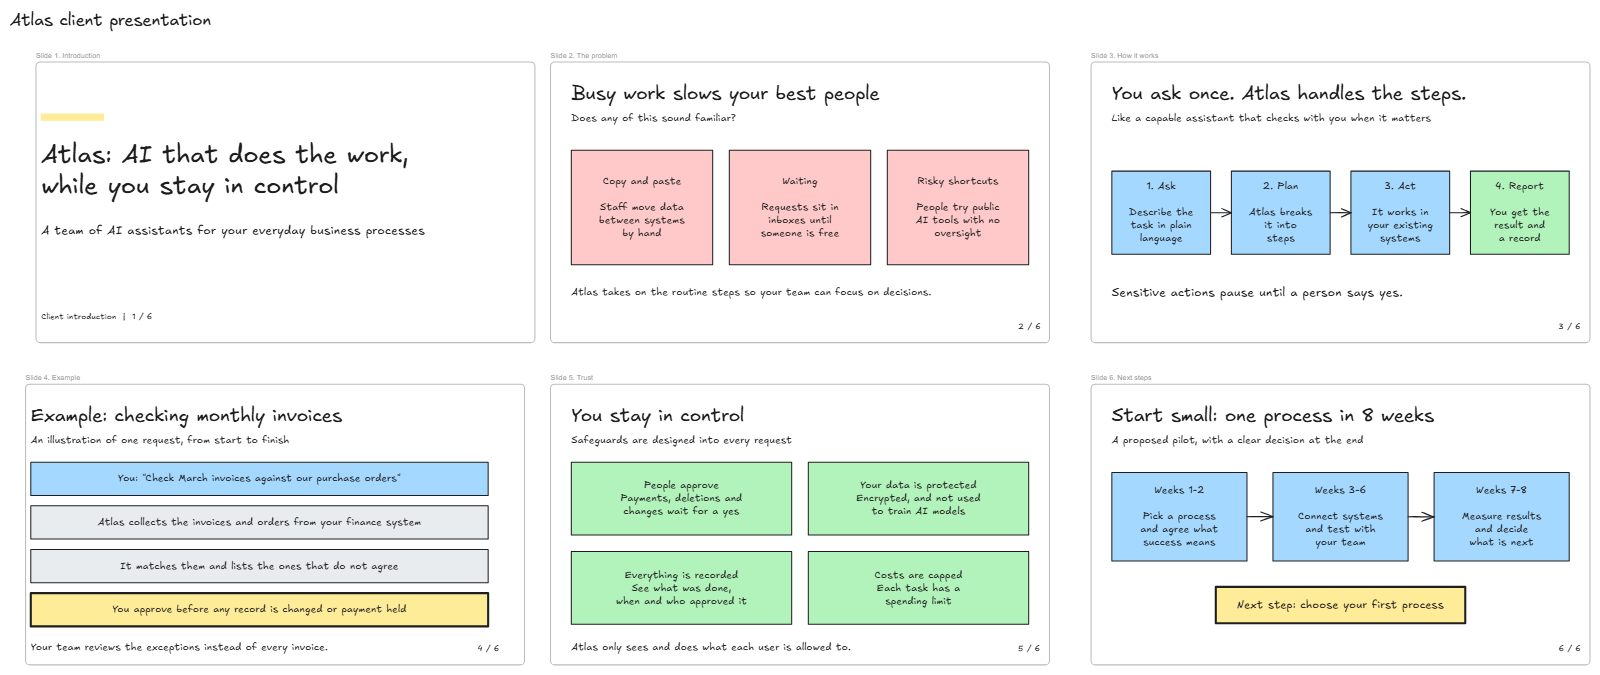 Atlas client presentation
Slide 1. Introduction
Atlas: AI that does the work,
while you stay in control
A team of AI assistants for your everyday business processes
Client introduction | 1 / 6
Slide 2. The problem
Busy work slows your best people
Does any of this sound familiar?
Copy and paste
Staff move data
between systems
by hand
Waiting
Requests sit in
inboxes until
someone is free
Risky shortcuts
People try public
AI tools with no
oversight
Atlas takes on the routine steps so your team can focus on decisions.
2 / 6
Slide 3. How it works
You ask once. Atlas handles the steps.
Like a capable assistant that checks with you when it matters
1. Ask
Describe the
task in plain
language
2. Plan
Atlas breaks
it into
steps
3. Act
It works in
your existing
systems
4. Report
You get the
result and
a record
Sensitive actions pause until a person says yes.
3 / 6
Slide 4. Example
Example: checking monthly invoices
An illustration of one request, from start to finish
You: "Check March invoices against our purchase orders"
Atlas collects the invoices and orders from your finance system
It matches them and lists the ones that do not agree
You approve before any record is changed or payment held
Your team reviews the exceptions instead of every invoice.
4 / 6
Slide 5. Trust
You stay in control
Safeguards are designed into every request
People approve
Payments, deletions and
changes wait for a yes
Your data is protected
Encrypted, and not used
to train AI models
Everything is recorded
See what was done,
when and who approved it
Costs are capped
Each task has a
spending limit
Atlas only sees and does what each user is allowed to.
5 / 6
Slide 6. Next steps
Start small: one process in 8 weeks
A proposed pilot, with a clear decision at the end
Weeks 1-2
Pick a process
and agree what
success means
Weeks 3-6
Connect systems
and test with
your team
Weeks 7-8
Measure results
and decide
what is next
Next step: choose your first process
6 / 6